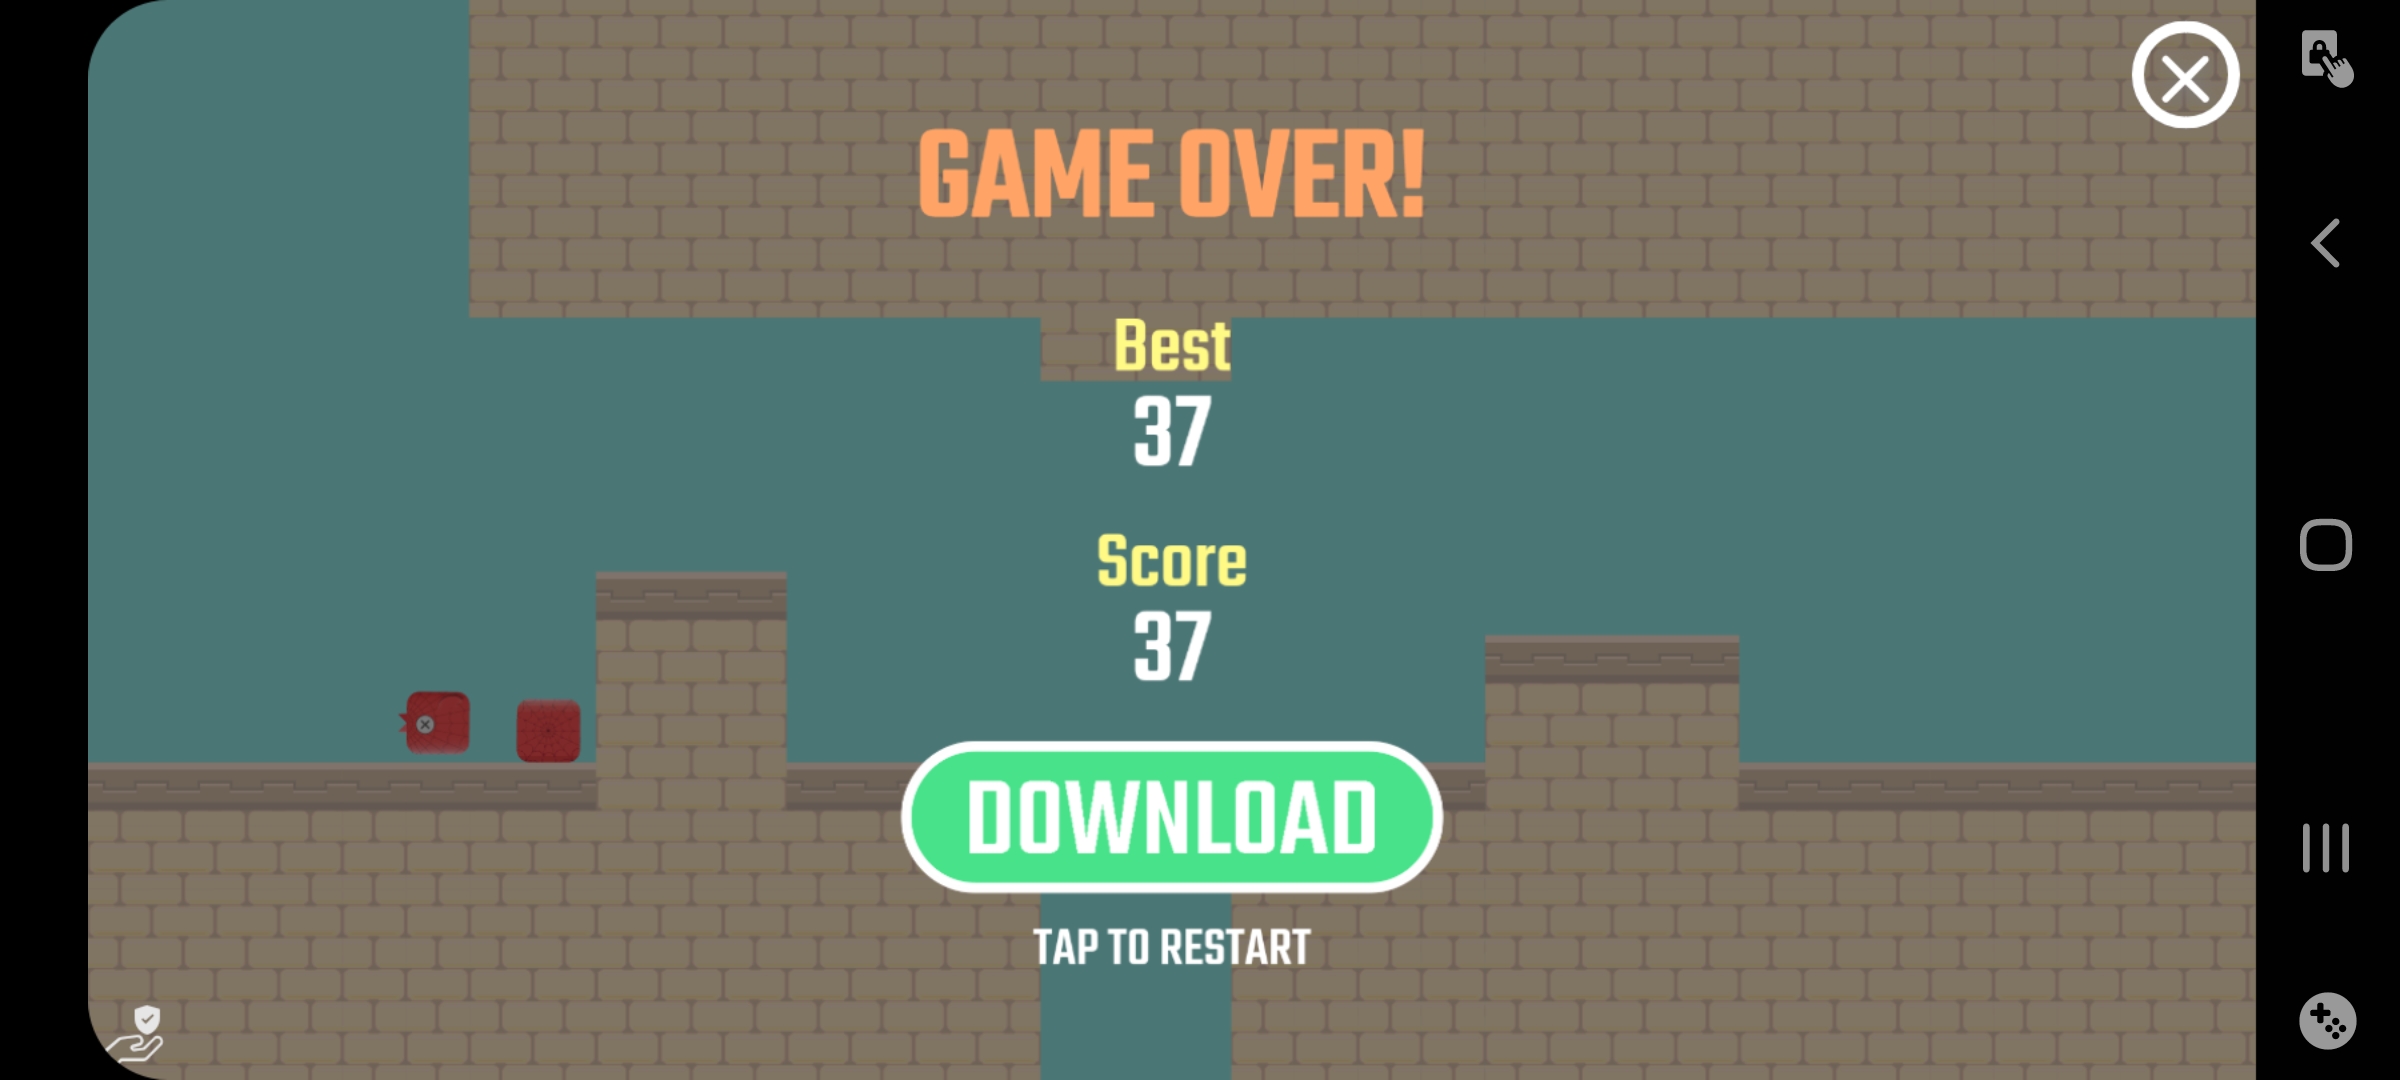 GAME OVER!
Best
37
Score
37
DOWNLOAD
TAP TO RESTART